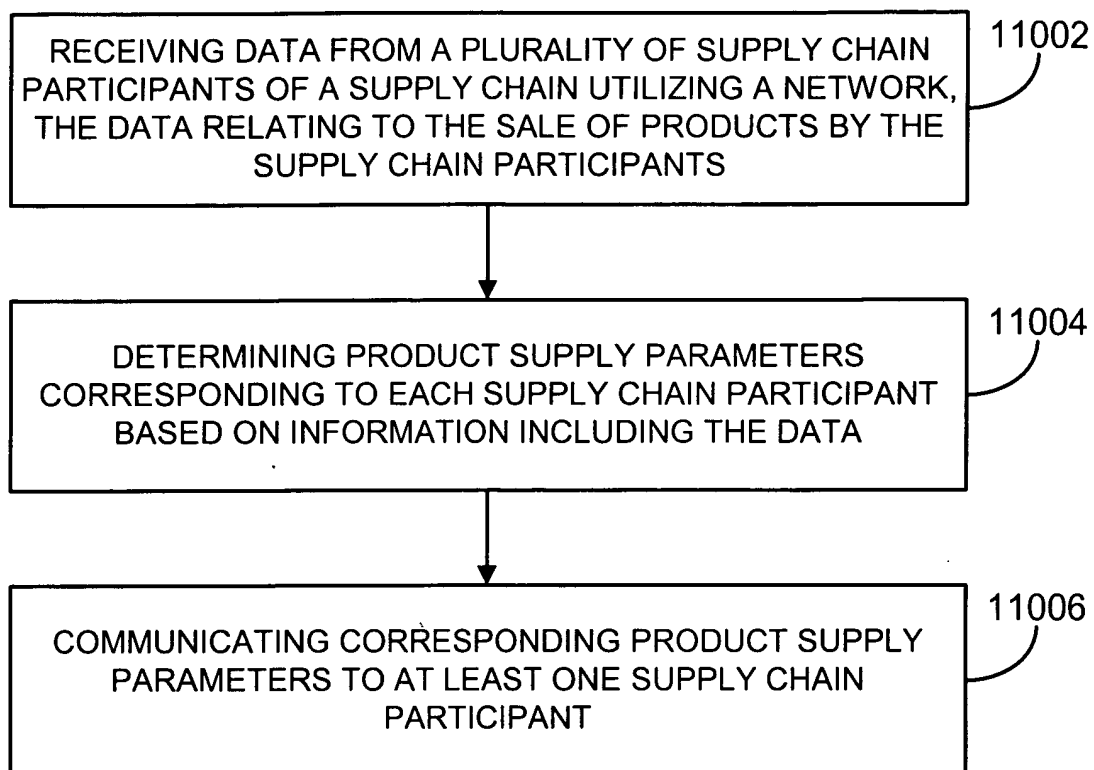 RECEIVING DATA FROM A PLURALITY OF SUPPLY CHAIN
PARTICIPANTS OF A SUPPLY CHAIN UTILIZING A NETWORK,
THE DATA RELATING TO THE SALE OF PRODUCTS BY THE
SUPPLY CHAIN PARTICIPANTS
11002
DETERMINING PRODUCT SUPPLY PARAMETERS
CORRESPONDING TO EACH SUPPLY CHAIN PARTICIPANT
BASED ON INFORMATION INCLUDING THE DATA
11004
COMMUNICATING CORRESPONDING PRODUCT SUPPLY
PARAMETERS TO AT LEAST ONE SUPPLY CHAIN
PARTICIPANT
11006